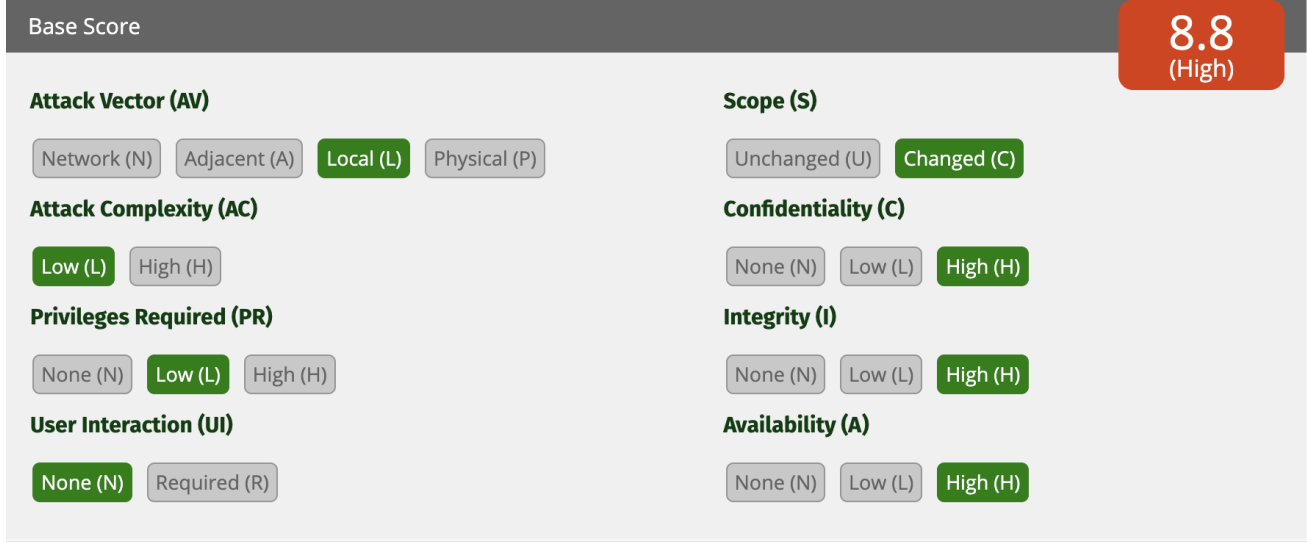 Base Score
8.8
(High)
Attack Vector (AV)
Network (N) Adjacent (A) Local (L) Physical (P)
Attack Complexity (AC)
Low (L) High (H)
Privileges Required (PR)
None (N) Low (L) High (H)
User Interaction (UI)
None (N) Required (R)
Scope (S)
Unchanged (U) Changed (C)
Confidentiality (C)
None (N) Low (L) High (H)
Integrity (I)
None (N) Low (L) High (H)
Availability (A)
None (N) Low (L) High (H)